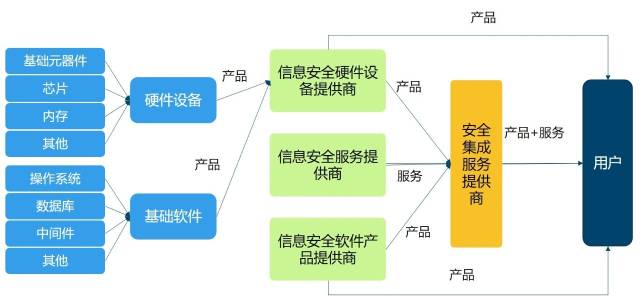 产品
基础元器件
芯片
内存
其他
硬件设备
产品
信息安全硬件设
备提供商
产品
操作系统
数据库
中间件
其他
基础软件
产品
信息安全服务提
供商
服务
信息安全软件产
品提供商
产品
安全
集成
服务
提供
商
产品+服务
用户
产品